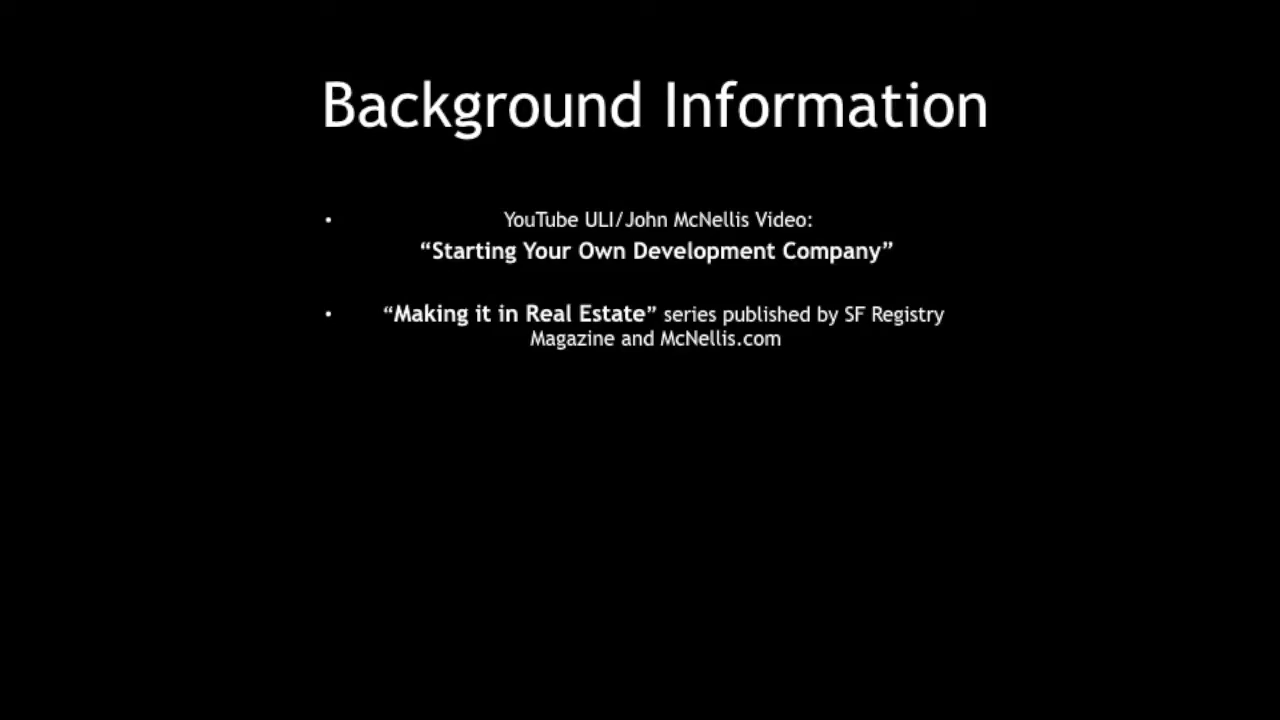 Background Information
• YouTube ULI/John McNellis Video:
“Starting Your Own Development Company”
• “Making it in Real Estate” series published by SF Registry
Magazine and McNellis.com